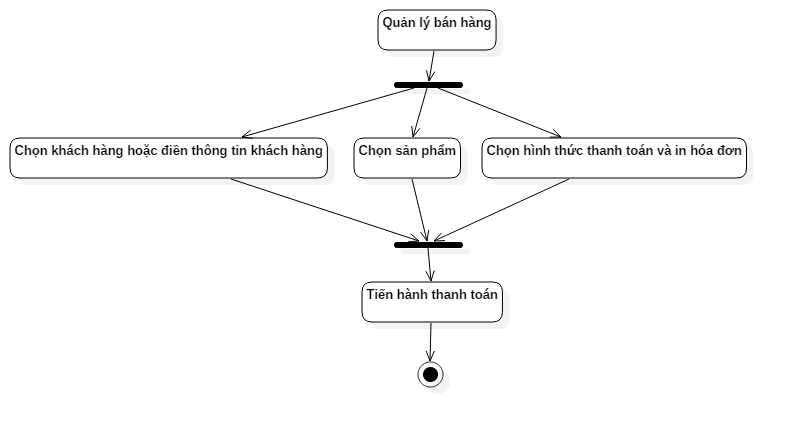 Quản lý bán hàng
Chọn khách hàng hoặc điền thông tin khách hàng
Chọn sản phẩm
Chọn hình thức thanh toán và in hóa đơn
Tiến hành thanh toán